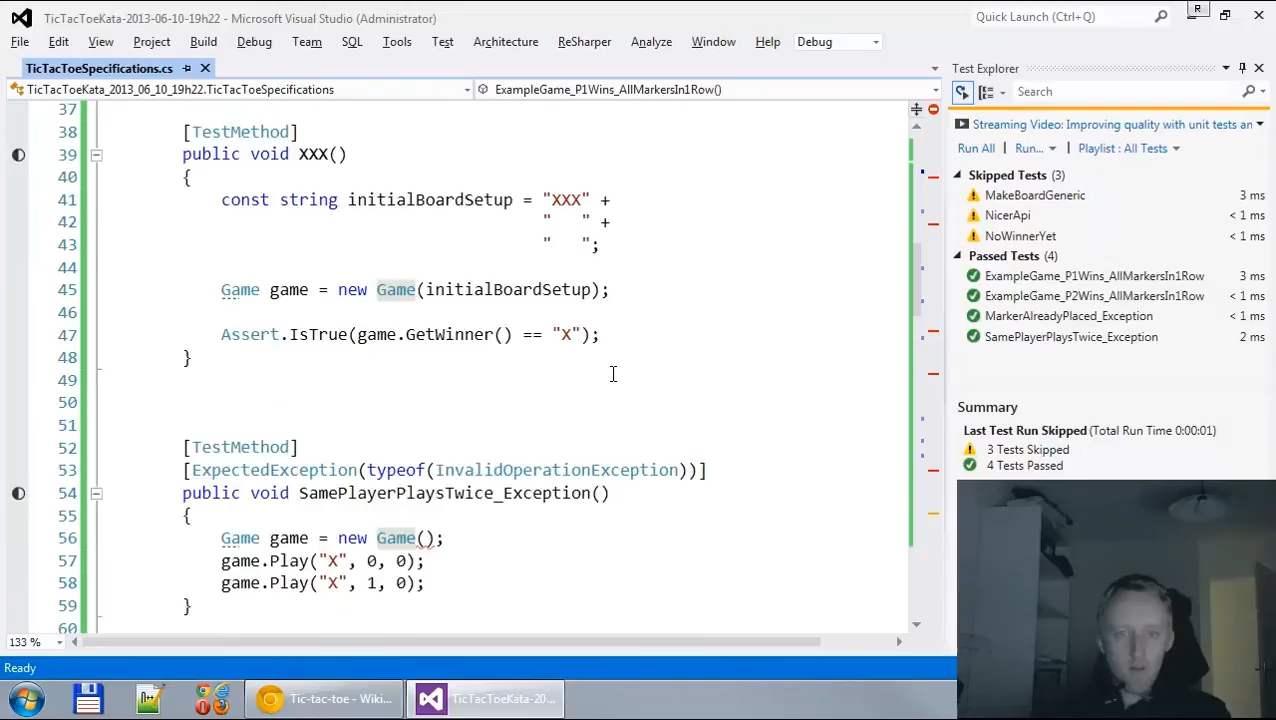 TicTacToeKata-2013-06-10-19h22 - Microsoft Visual Studio (Administrator)
Quick Launch (Ctrl+Q)
R
File Edit View Project Build Debug Team SQL Tools Test Architecture ReSharper Analyze Window Help Debug
TicTacToeSpecifications.cs
TicTacToeKata_2013_06_10_19h22.TicTacToeSpecifications
ExampleGame_P1Wins_AllMarkersIn1Row()
37
38 [TestMethod]
39 public void XXX()
40 {
41 const string initialBoardSetup = "XXX" +
42 "   " +
43 "   ";
44
45 Game game = new Game(initialBoardSetup);
46
47 Assert.IsTrue(game.GetWinner() == "X");
48 }
49
50
51
52 [TestMethod]
53 [ExpectedException(typeof(InvalidOperationException))]
54 public void SamePlayerPlaysTwice_Exception()
55 {
56 Game game = new Game();
57 game.Play("X", 0, 0);
58 game.Play("X", 1, 0);
59 }
60
133 %
Test Explorer
Search
Streaming Video: Improving quality with unit tests an
Run All Run... Playlist : All Tests
Skipped Tests (3)
MakeBoardGeneric 3 ms
NicerApi < 1 ms
NoWinnerYet < 1 ms
Passed Tests (4)
ExampleGame_P1Wins_AllMarkersIn1Row 3 ms
ExampleGame_P2Wins_AllMarkersIn1Row < 1 ms
MarkerAlreadyPlaced_Exception < 1 ms
SamePlayerPlaysTwice_Exception 2 ms
Summary
Last Test Run Skipped (Total Run Time 0:00:01)
3 Tests Skipped
4 Tests Passed
Ready
Tic-tac-toe - Wiki...
TicTacToeKata-20...